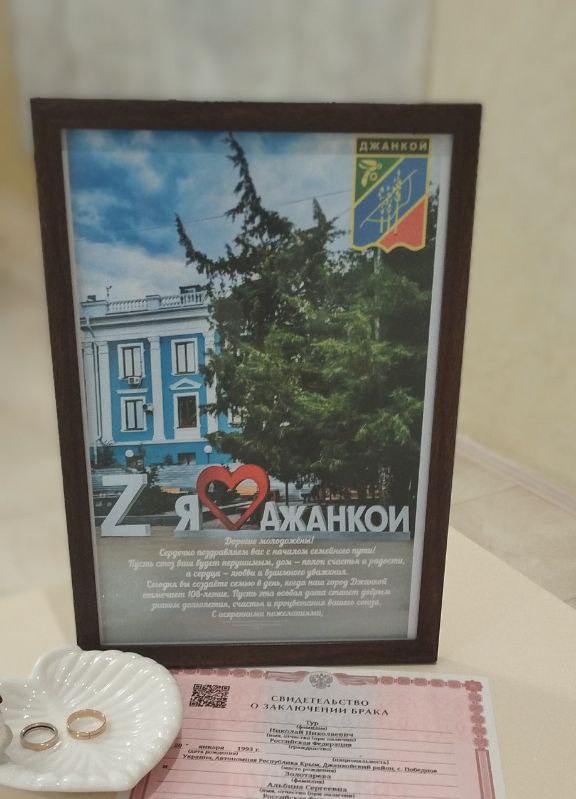 ДЖАНКОЙ
Z Я ДЖАНКОЙ
Дорогие молодожёны!
Сердечно поздравляем вас с началом семейного пути!
Пусть союз ваш будет нерушимым, дом – полон счастья и радости,
а сердца – любви и взаимного уважения.
Сегодня вы создаёте семью в день, когда наш город Джанкой
отмечает 108-летие. Пусть эта особая дата станет добрым
знаком долголетия, счастья и процветания вашего союза.
С искренними пожеланиями,
СВИДЕТЕЛЬСТВО
О ЗАКЛЮЧЕНИИ БРАКА
Тур
(фамилия)
Николай Николаевич
(имя, отчество (при наличии)
Российская Федерация
(гражданство)
20 января 1993 г.
(дата рождения) (национальность)
Украина, Автономная Республика Крым, Джанкойский район, с. Победное
(место рождения)
и Золотарева
(фамилия)
Альбина Сергеевна
(имя, отчество (при наличии)
Российская